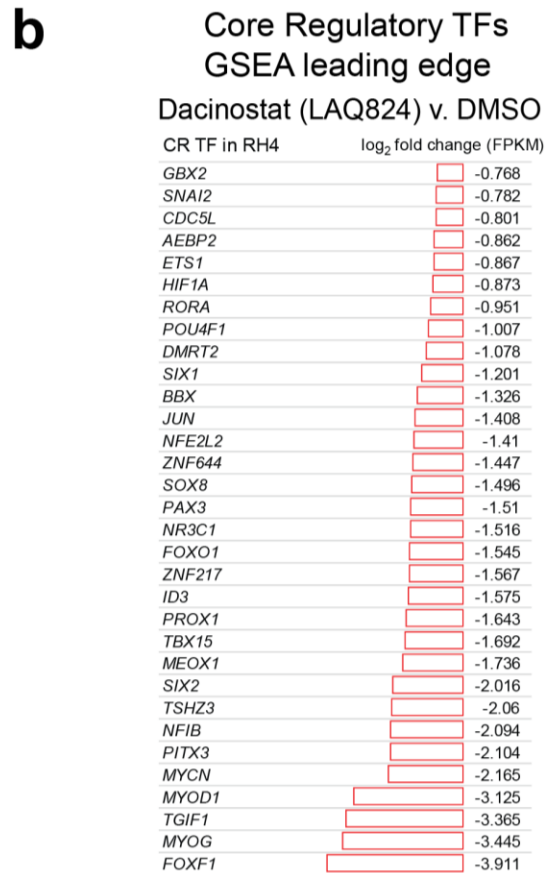 b
Core Regulatory TFs
GSEA leading edge
Dacinostat (LAQ824) v. DMSO
CR TF in RH4 log2 fold change (FPKM)
GBX2 -0.768
SNAI2 -0.782
CDC5L -0.801
AEBP2 -0.862
ETS1 -0.867
HIF1A -0.873
RORA -0.951
POU4F1 -1.007
DMRT2 -1.078
SIX1 -1.201
BBX -1.326
JUN -1.408
NFE2L2 -1.41
ZNF644 -1.447
SOX8 -1.496
PAX3 -1.51
NR3C1 -1.516
FOXO1 -1.545
ZNF217 -1.567
ID3 -1.575
PROX1 -1.643
TBX15 -1.692
MEOX1 -1.736
SIX2 -2.016
TSHZ3 -2.06
NFIB -2.094
PITX3 -2.104
MYCN -2.165
MYOD1 -3.125
TGIF1 -3.365
MYOG -3.445
FOXF1 -3.911